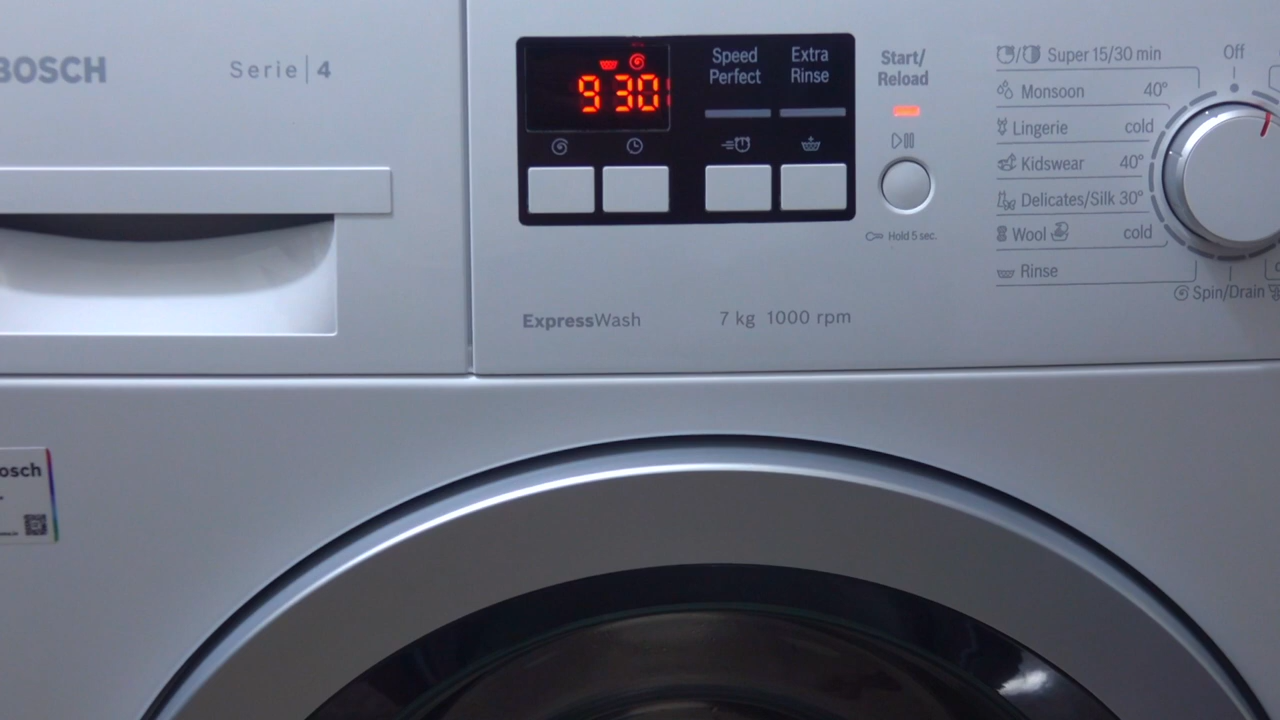 BOSCH
Serie | 4
9 30
Speed
Perfect
Extra
Rinse
Start/
Reload
Hold 5 sec.
ExpressWash
7 kg 1000 rpm
Super 15/30 min
Monsoon 40°
Lingerie cold
Kidswear 40°
Delicates/Silk 30°
Wool cold
Rinse
Off
Spin/Drain
osch